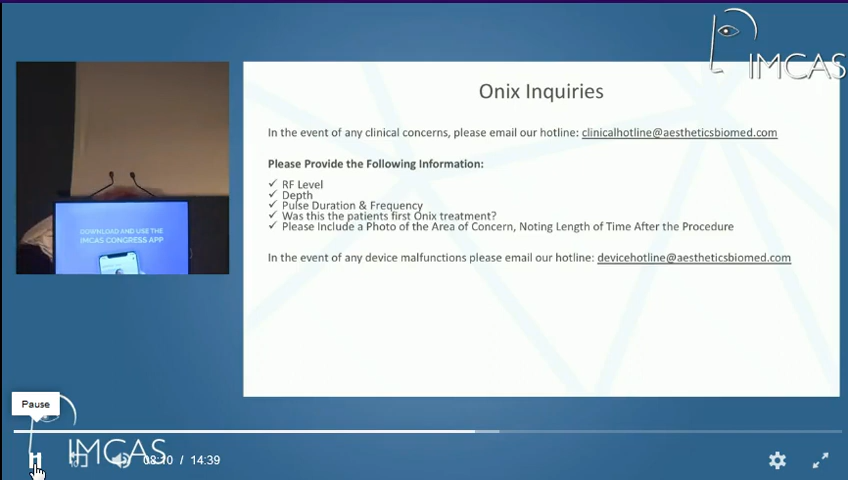 IMCAS
Onix Inquiries
In the event of any clinical concerns, please email our hotline: clinicalhotline@aestheticsbiomed.com
Please Provide the Following Information:
✓ RF Level
✓ Depth
✓ Pulse Duration & Frequency
✓ Was this the patients first Onix treatment?
✓ Please Include a Photo of the Area of Concern, Noting Length of Time After the Procedure
In the event of any device malfunctions please email our hotline: devicehotline@aestheticsbiomed.com
DOWNLOAD AND USE THE
IMCAS CONGRESS APP
Pause
IMCAS
08:10 / 14:39